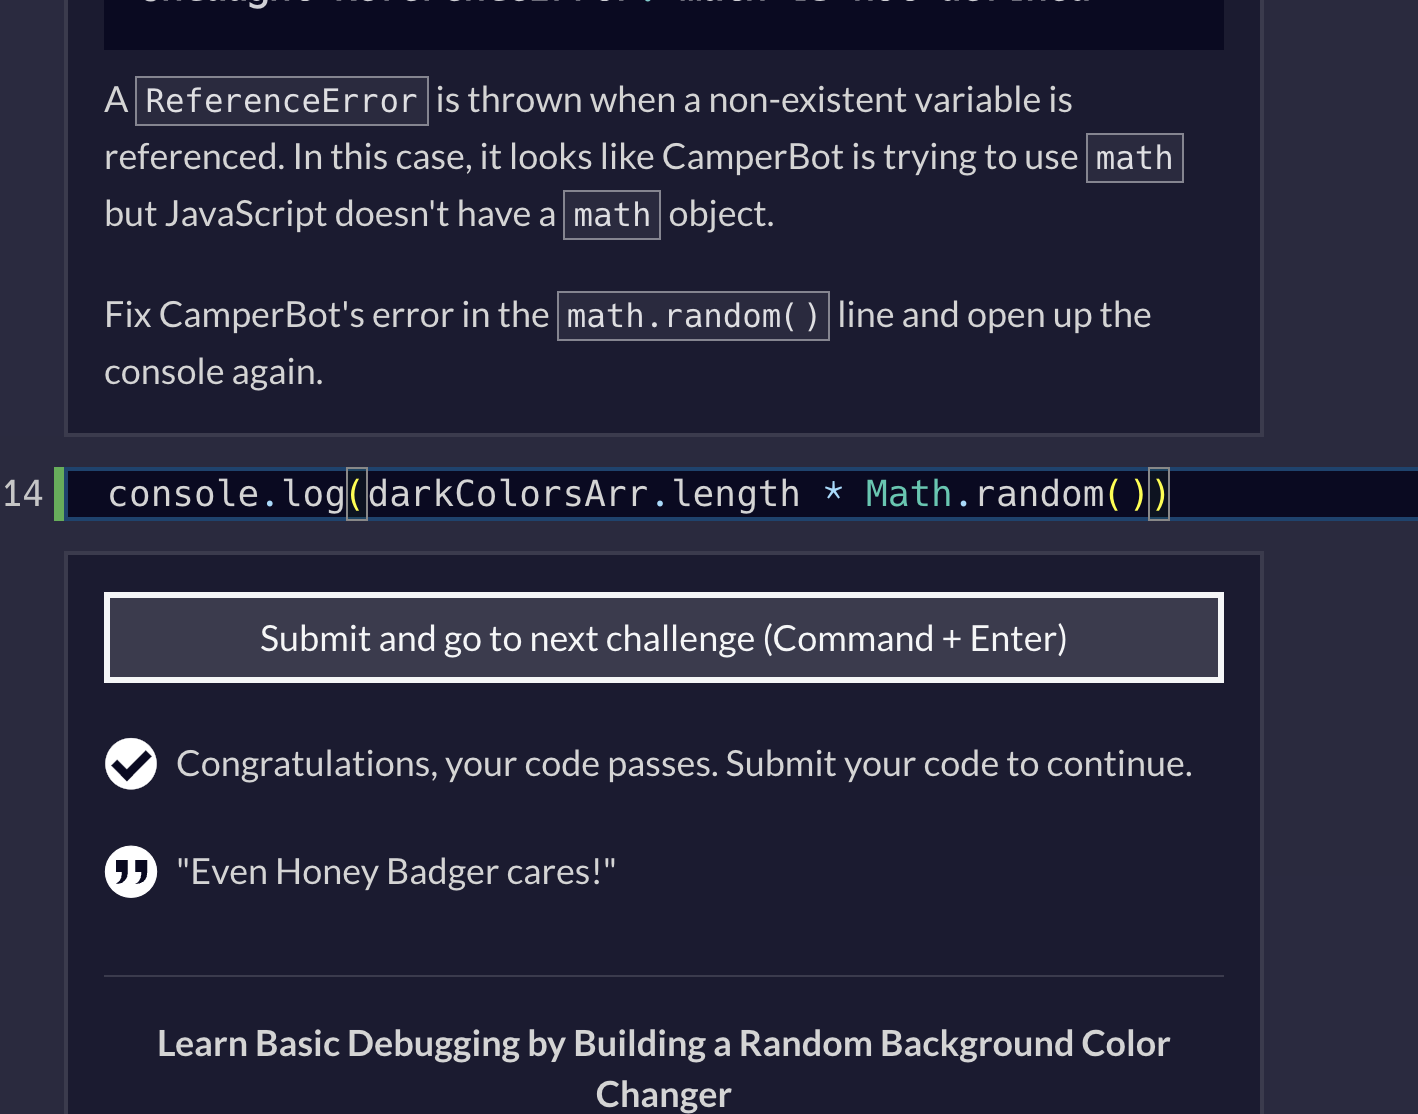 A ReferenceError is thrown when a non-existent variable is
referenced. In this case, it looks like CamperBot is trying to use math
but JavaScript doesn't have a math object.
Fix CamperBot's error in the math.random() line and open up the
console again.
14 console.log(darkColorsArr.length * Math.random())
Submit and go to next challenge (Command + Enter)
Congratulations, your code passes. Submit your code to continue.
"Even Honey Badger cares!"
Learn Basic Debugging by Building a Random Background Color
Changer